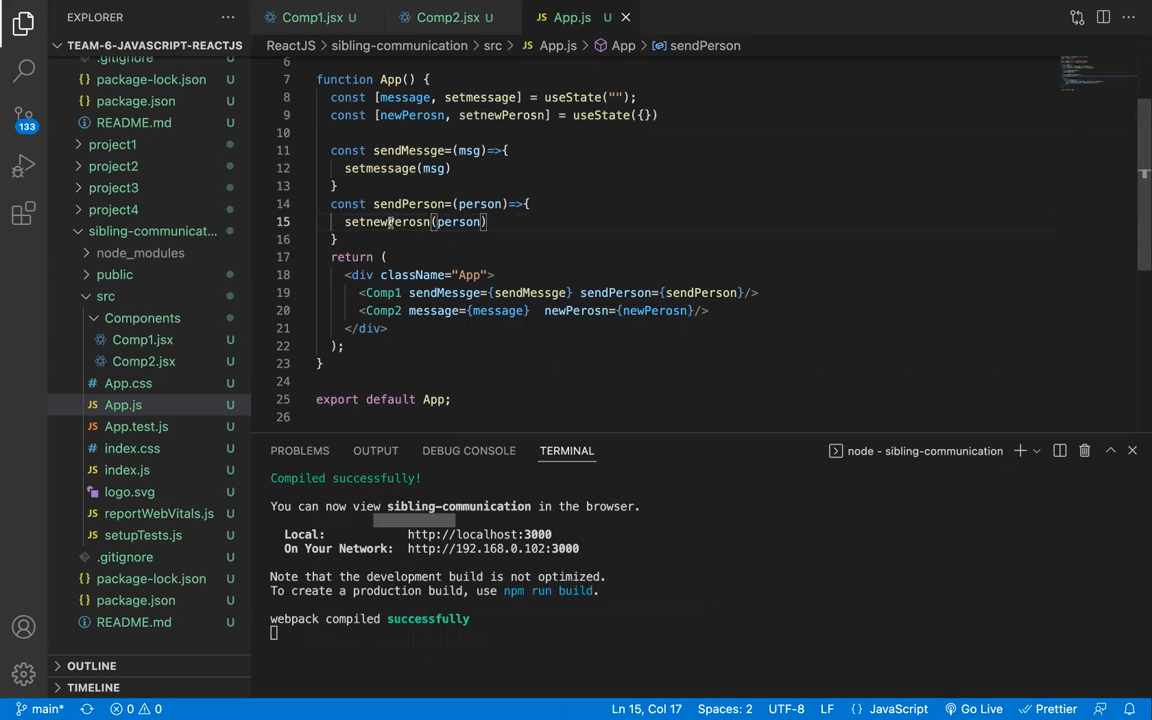 EXPLORER
Comp1.jsx U
Comp2.jsx U
JS App.js U
TEAM-6-JAVASCRIPT-REACTJS
ReactJS > sibling-communication > src > JS App.js > App > sendPerson
.gitignore U
{} package-lock.json U
{} package.json U
README.md U
project1
project2
project3
project4
sibling-communicat...
node_modules
public
src
Components
Comp1.jsx U
Comp2.jsx U
# App.css U
JS App.js U
JS App.test.js U
# index.css U
JS index.js U
logo.svg U
JS reportWebVitals.js U
JS setupTests.js U
.gitignore U
{} package-lock.json U
{} package.json U
README.md U
OUTLINE
TIMELINE
133
6
7 function App() {
8 const [message, setmessage] = useState("");
9 const [newPerosn, setnewPerosn] = useState({})
10
11 const sendMessge=(msg)=>{
12 setmessage(msg)
13 }
14 const sendPerson=(person)=>{
15 setnewPerosn(person)
16 }
17 return (
18 <div className="App">
19 <Comp1 sendMessge={sendMessge} sendPerson={sendPerson}/>
20 <Comp2 message={message} newPerosn={newPerosn}/>
21 </div>
22 );
23 }
24
25 export default App;
26
PROBLEMS OUTPUT DEBUG CONSOLE TERMINAL
node - sibling-communication
Compiled successfully!
You can now view sibling-communication in the browser.
Local: http://localhost:3000
On Your Network: http://192.168.0.102:3000
Note that the development build is not optimized.
To create a production build, use npm run build.
webpack compiled successfully
main* 0 0 Ln 15, Col 17 Spaces: 2 UTF-8 LF {} JavaScript Go Live Prettier